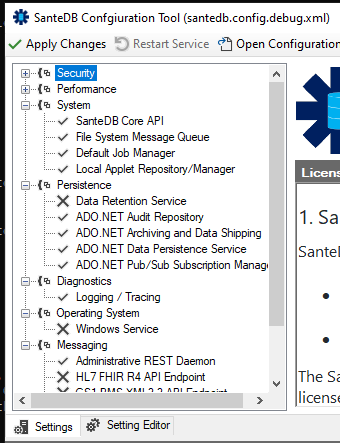 SanteDB Confgiuration Tool (santedb.config.debug.xml)
Apply Changes Restart Service Open Configuration
Security
Performance
System
SanteDB Core API
File System Message Queue
Default Job Manager
Local Applet Repository/Manager
Persistence
Data Retention Service
ADO.NET Audit Repository
ADO.NET Archiving and Data Shipping
ADO.NET Data Persistence Service
ADO.NET Pub/Sub Subscription Manag
Diagnostics
Logging / Tracing
Operating System
Windows Service
Messaging
Administrative REST Daemon
HL7 FHIR R4 API Endpoint
Settings Setting Editor
Licens
1. Sa
Sante
The Sa
license